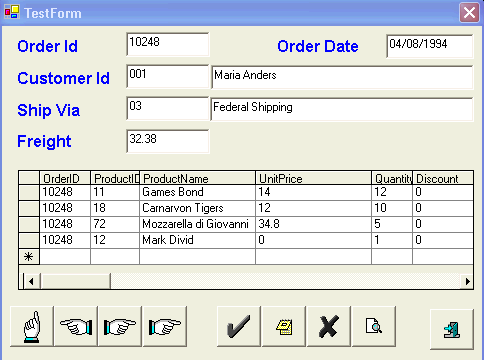 TestForm
Order Id 10248 Order Date 04/08/1994
Customer Id 001 Maria Anders
Ship Via 03 Federal Shipping
Freight 32.38
OrderID ProductID ProductName UnitPrice Quantity Discount
10248 11 Games Bond 14 12 0
10248 18 Carnarvon Tigers 12 10 0
10248 72 Mozzarella di Giovanni 34.8 5 0
10248 12 Mark Divid 0 1 0